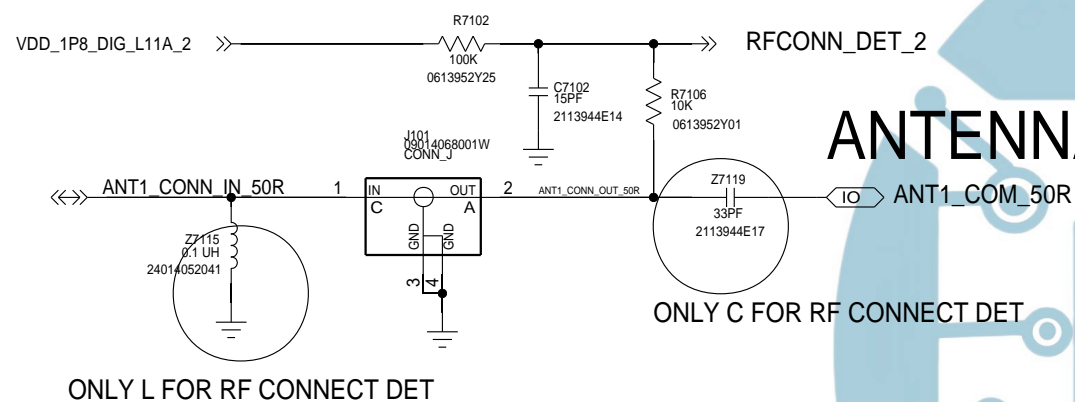 R7102
VDD_1P8_DIG_L11A_2
RFCONN_DET_2
100K
0613952Y25
C7102
15PF
2113944E14
R7106
10K
0613952Y01
ANTENNA
J101
09014068001W
CONN_J
ANT1_CONN_IN_50R
1
IN
C
OUT
A
2
ANT1_CONN_OUT_50R
Z7119
33PF
2113944E17
IO
ANT1_COM_50R
GND
GND
3
4
Z7115
0.1 UH
24014052041
ONLY C FOR RF CONNECT DET
ONLY L FOR RF CONNECT DET